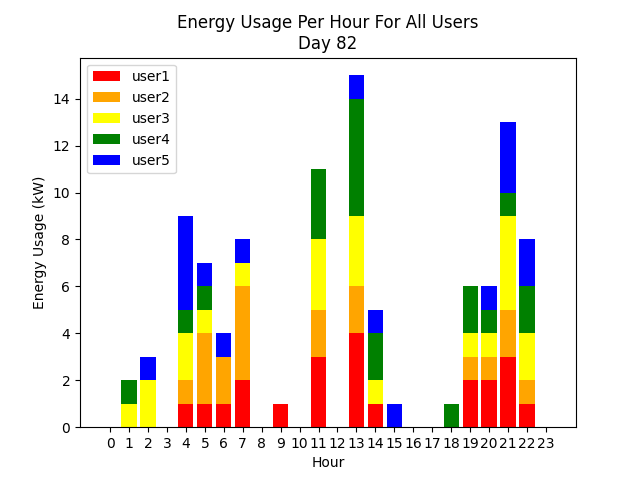 Energy Usage Per Hour For All Users
Day 82
user1
user2
user3
user4
user5
Energy Usage (kW)
14
12
10
8
6
4
2
0
0 1 2 3 4 5 6 7 8 9 10 11 12 13 14 15 16 17 18 19 20 21 22 23
Hour